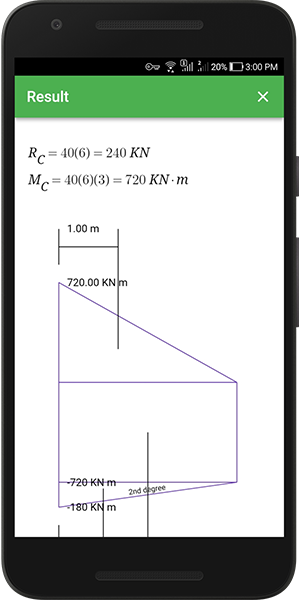 20% 3:00 PM
Result
R_C = 40(6) = 240 KN
M_C = 40(6)(3) = 720 KN · m
1.00 m
720.00 KN m
-720 KN m
2nd degree
-180 KN m